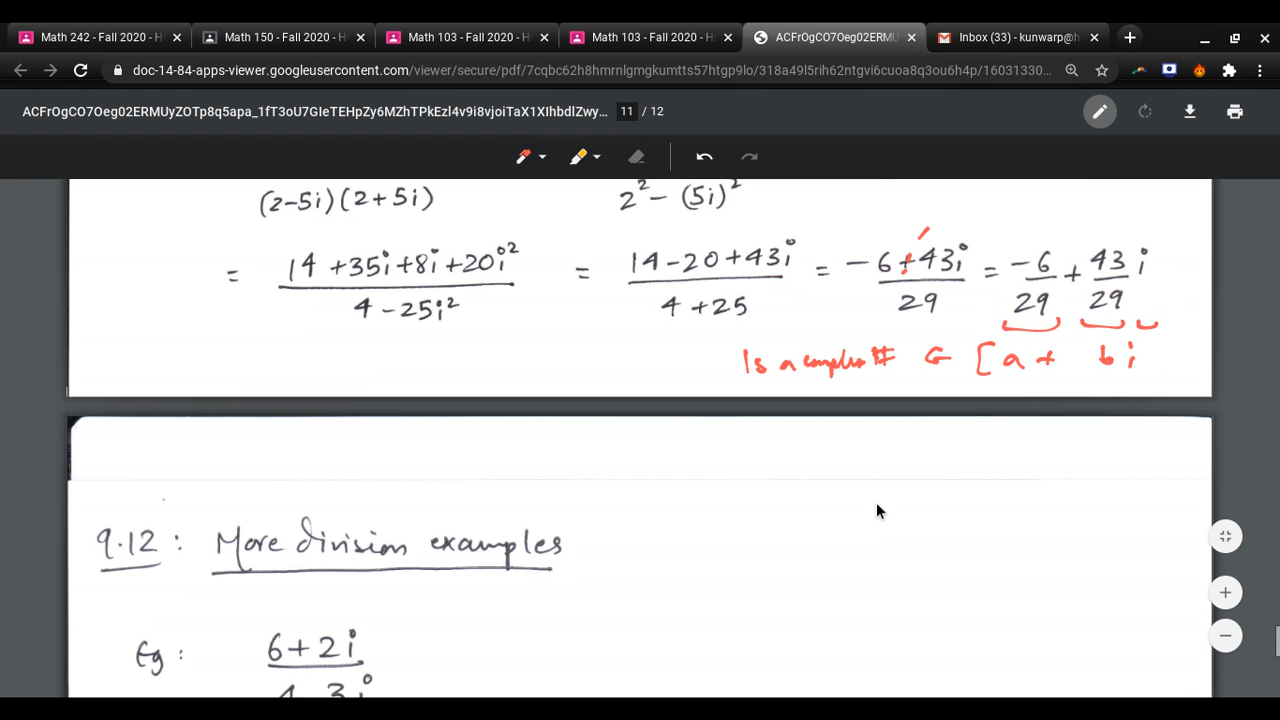 Math 242 - Fall 2020 - H
Math 150 - Fall 2020 - H
Math 103 - Fall 2020 - H
Math 103 - Fall 2020 - H
ACFrOgCO7Oeg02ERMU
Inbox (33) - kunwarp@h
doc-14-84-apps-viewer.googleusercontent.com/viewer/secure/pdf/7cqbc62h8hmrnlgmgkumtts57htgp9lo/318a49l5rih62ntgvi6cuoa8q3ou6h4p/16031330...
ACFrOgCO7Oeg02ERMUyZOTp8q5apa_1fT3oU7GIeTEHpZy6MZhTPkEzl4v9i8vjoiTaX1XIhbdlZwy... 11 / 12
(2-5i)(2+5i) 2² - (5i)²
= (14 + 35i + 8i + 20i²)/(4 - 25i²) = (14 - 20 + 43i)/(4 + 25) = (-6 + 43i)/29 = -6/29 + 43/29 i
Is a complex # [a + bi
9.12 : More division examples
Eg : 6 + 2i
4 - 3i